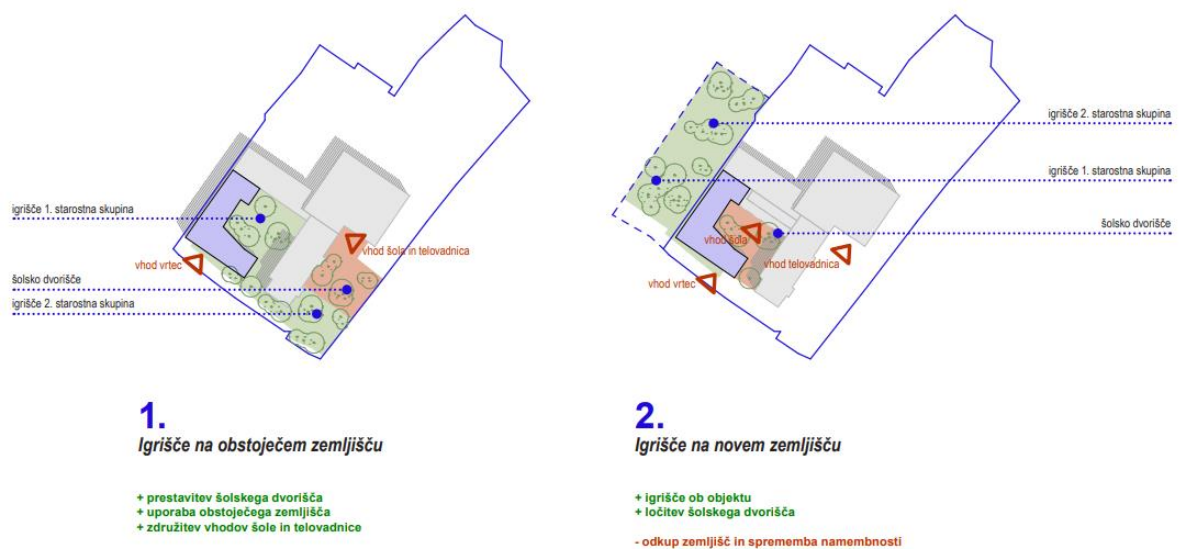 igrišče 1. starostna skupina
vhod šola in telovadnica
vhod vrtec
šolsko dvorišče
igrišče 2. starostna skupina
1.
Igrišče na obstoječem zemljišču
+ prestavitev šolskega dvorišča
+ uporaba obstoječega zemljišča
+ združitev vhodov šole in telovadnice
igrišče 2. starostna skupina
igrišče 1. starostna skupina
šolsko dvorišče
vhod šola
vhod telovadnica
vhod vrtec
2.
Igrišče na novem zemljišču
+ igrišče ob objektu
+ ločitev šolskega dvorišča
- odkup zemljišč in sprememba namembnosti